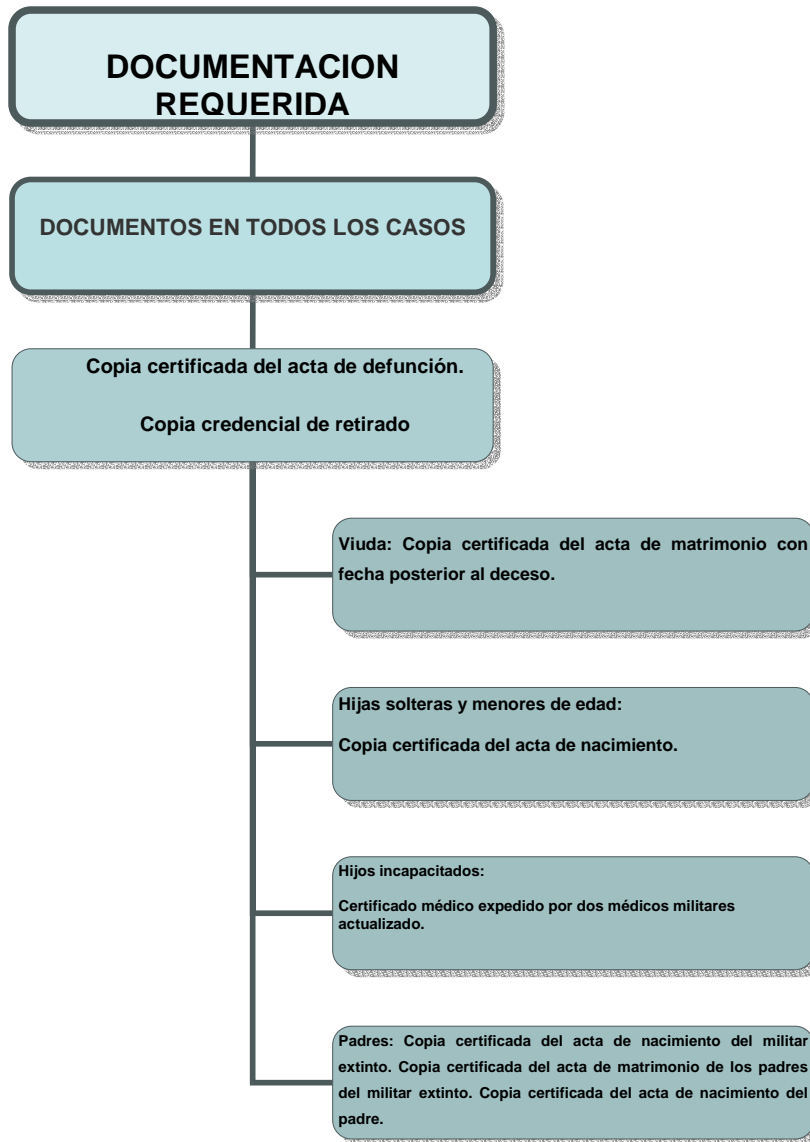 DOCUMENTACION
REQUERIDA
DOCUMENTOS EN TODOS LOS CASOS
Copia certificada del acta de defunción.
Copia credencial de retirado
Viuda: Copia certificada del acta de matrimonio con
fecha posterior al deceso.
Hijas solteras y menores de edad:
Copia certificada del acta de nacimiento.
Hijos incapacitados:
Certificado médico expedido por dos médicos militares
actualizado.
Padres: Copia certificada del acta de nacimiento del militar
extinto. Copia certificada del acta de matrimonio de los padres
del militar extinto. Copia certificada del acta de nacimiento del
padre.